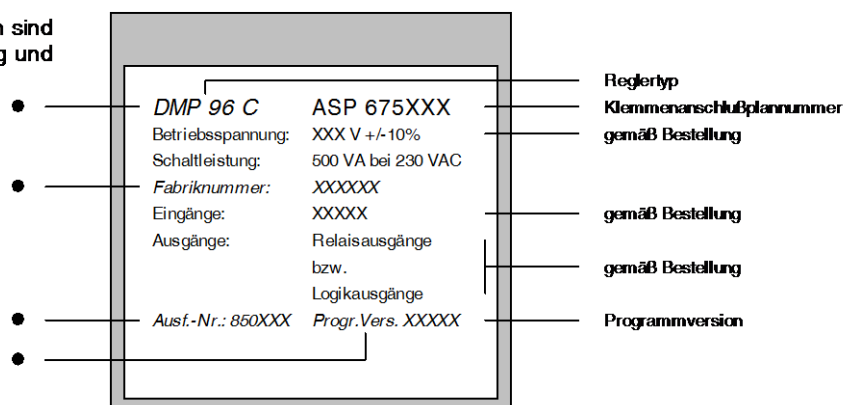 n sind
g und
Reglertyp
DMP 96 C ASP 675XXX Klemmenanschlußplannummer
Betriebsspannung: XXX V +/-10% gemäß Bestellung
Schaltleistung: 500 VA bei 230 VAC
Fabriknummer: XXXXXX
Eingänge: XXXXX gemäß Bestellung
Ausgänge: Relaisausgänge
bzw. gemäß Bestellung
Logikausgänge
Ausf.-Nr.: 850XXX Progr.Vers. XXXXX Programmversion